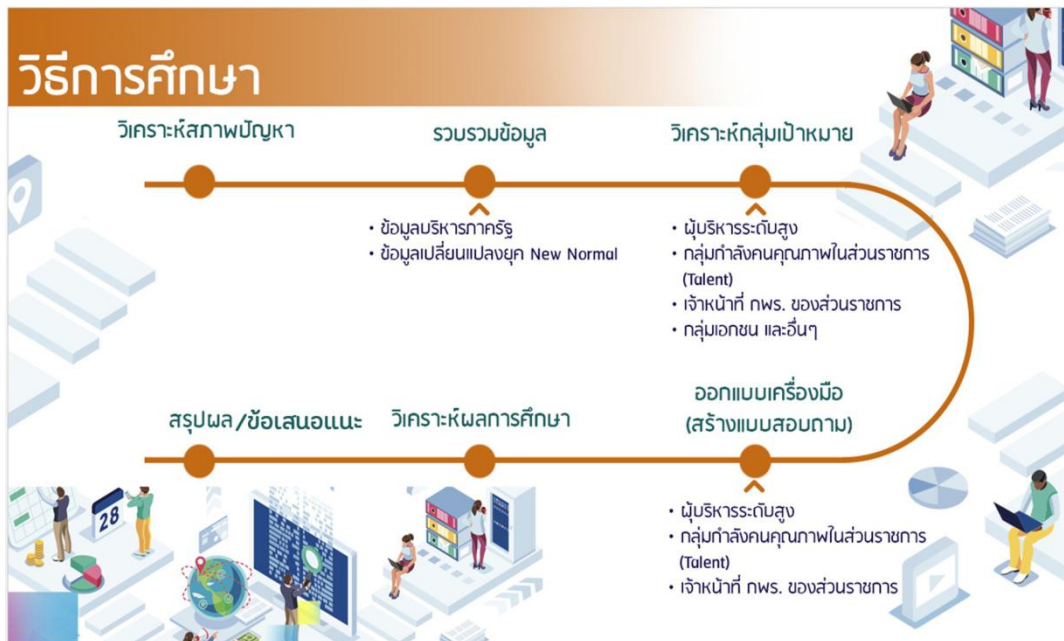 วิธีการศึกษา
วิเคราะห์สภาพปัญหา
รวบรวมข้อมูล
• ข้อมูลบริหารภาครัฐ
• ข้อมูลเปลี่ยนแปลงยุค New Normal
วิเคราะห์กลุ่มเป้าหมาย
• ผู้บริหารระดับสูง
• กลุ่มกำลังคนคุณภาพในส่วนราชการ
(Talent)
• เจ้าหน้าที่ กพร. ของส่วนราชการ
• กลุ่มเอกชน และอื่นๆ
ออกแบบเครื่องมือ
(สร้างแบบสอบถาม)
• ผู้บริหารระดับสูง
• กลุ่มกำลังคนคุณภาพในส่วนราชการ
(Talent)
• เจ้าหน้าที่ กพร. ของส่วนราชการ
วิเคราะห์ผลการศึกษา
สรุปผล/ข้อเสนอแนะ
28